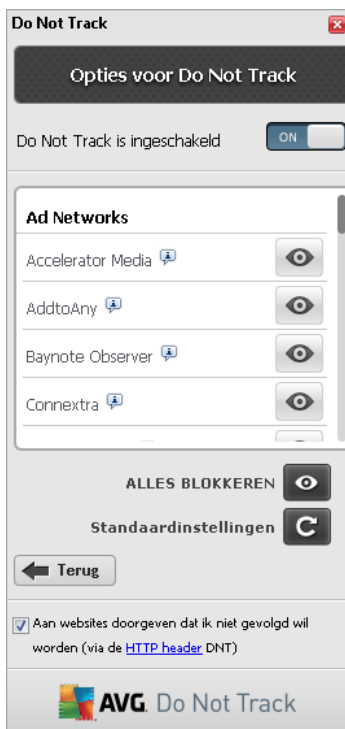 Do Not Track
Opties voor Do Not Track
Do Not Track is ingeschakeld
ON
Ad Networks
Accelerator Media
AddtoAny
Baynote Observer
Connextra
ALLES BLOKKEREN
Standaardinstellingen
Terug
Aan websites doorgeven dat ik niet gevolgd wil
worden (via de HTTP header DNT)
AVG. Do Not Track